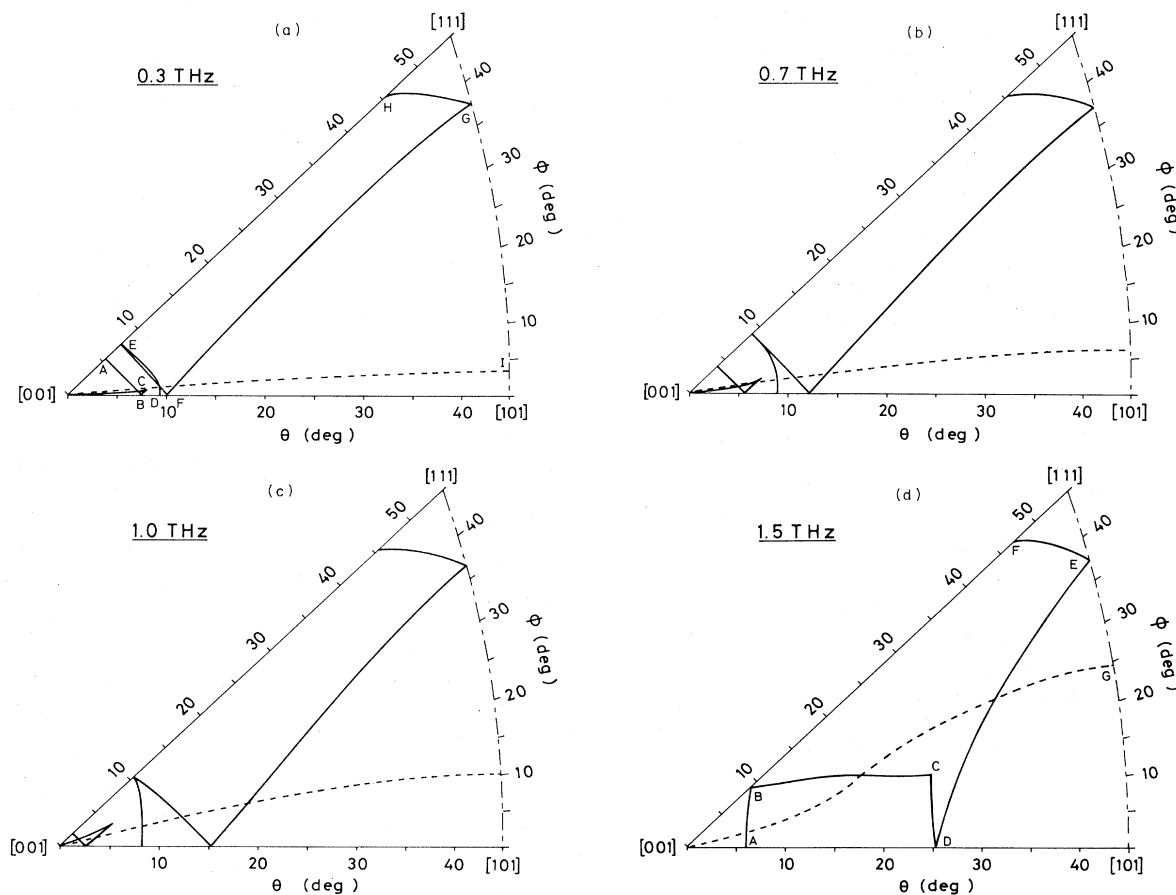 (a)
0.3 THz
[111]
50
40
30
20
10
40
30
20
10
ϕ (deg)
H
G
E
A
C
B
D
F
I
[001]
10
20
30
40
[101]
θ (deg)
(b)
0.7 THz
[111]
50
40
30
20
10
40
30
20
10
ϕ (deg)
[001]
10
20
30
40
[101]
θ (deg)
(c)
1.0 THz
[111]
50
40
30
20
10
40
30
20
10
ϕ (deg)
[001]
10
20
30
40
[101]
θ (deg)
(d)
1.5 THz
[111]
50
40
30
20
10
40
30
20
10
ϕ (deg)
F
E
G
C
B
A
D
[001]
10
20
30
40
[101]
θ (deg)